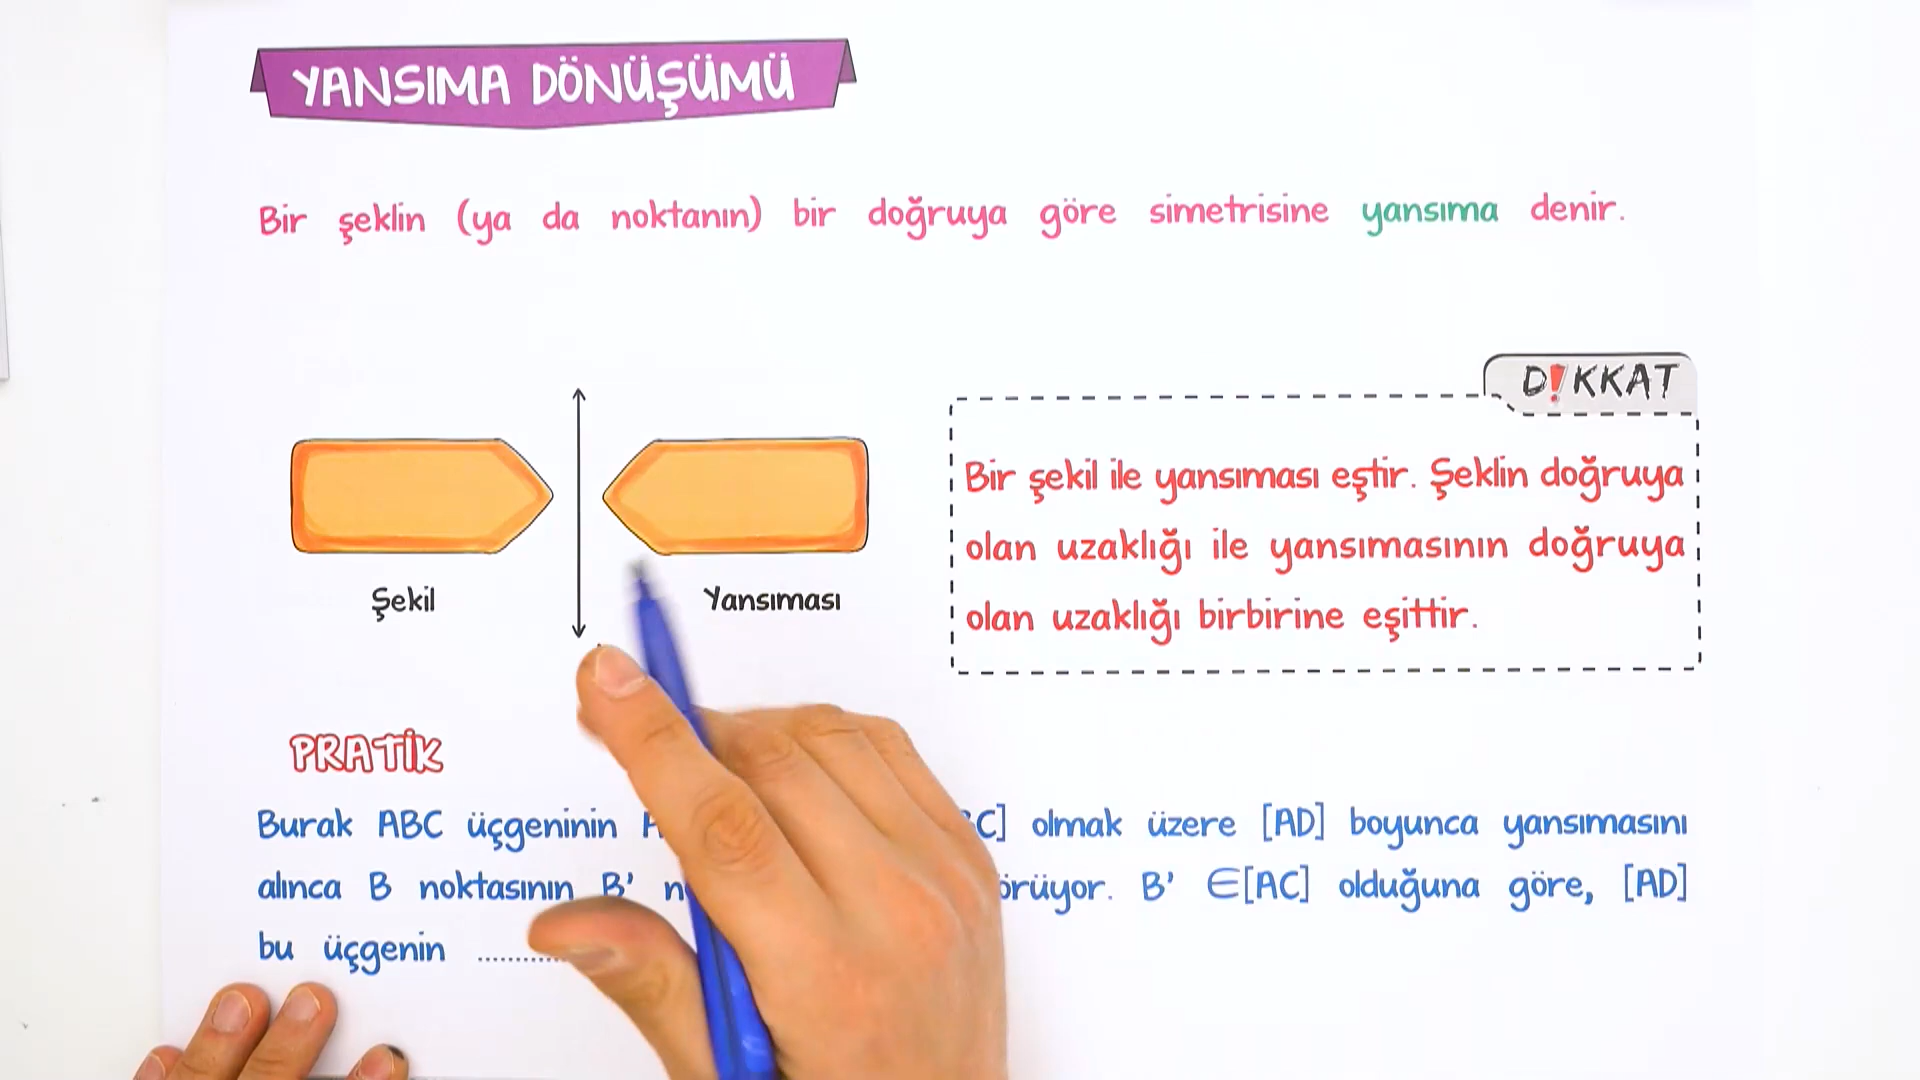 YANSIMA DÖNÜŞÜMÜ
Bir şeklin (ya da noktanın) bir doğruya göre simetrisine yansıma denir.
Şekil
Yansıması
DİKKAT
Bir şekil ile yansıması eştir. Şeklin doğruya
olan uzaklığı ile yansımasının doğruya
olan uzaklığı birbirine eşittir.
PRATİK
Burak ABC üçgeninin C] olmak üzere [AD] boyunca yansımasını
alınca B noktasının B' B' ∈[AC] olduğuna göre, [AD]
bu üçgenin ..........